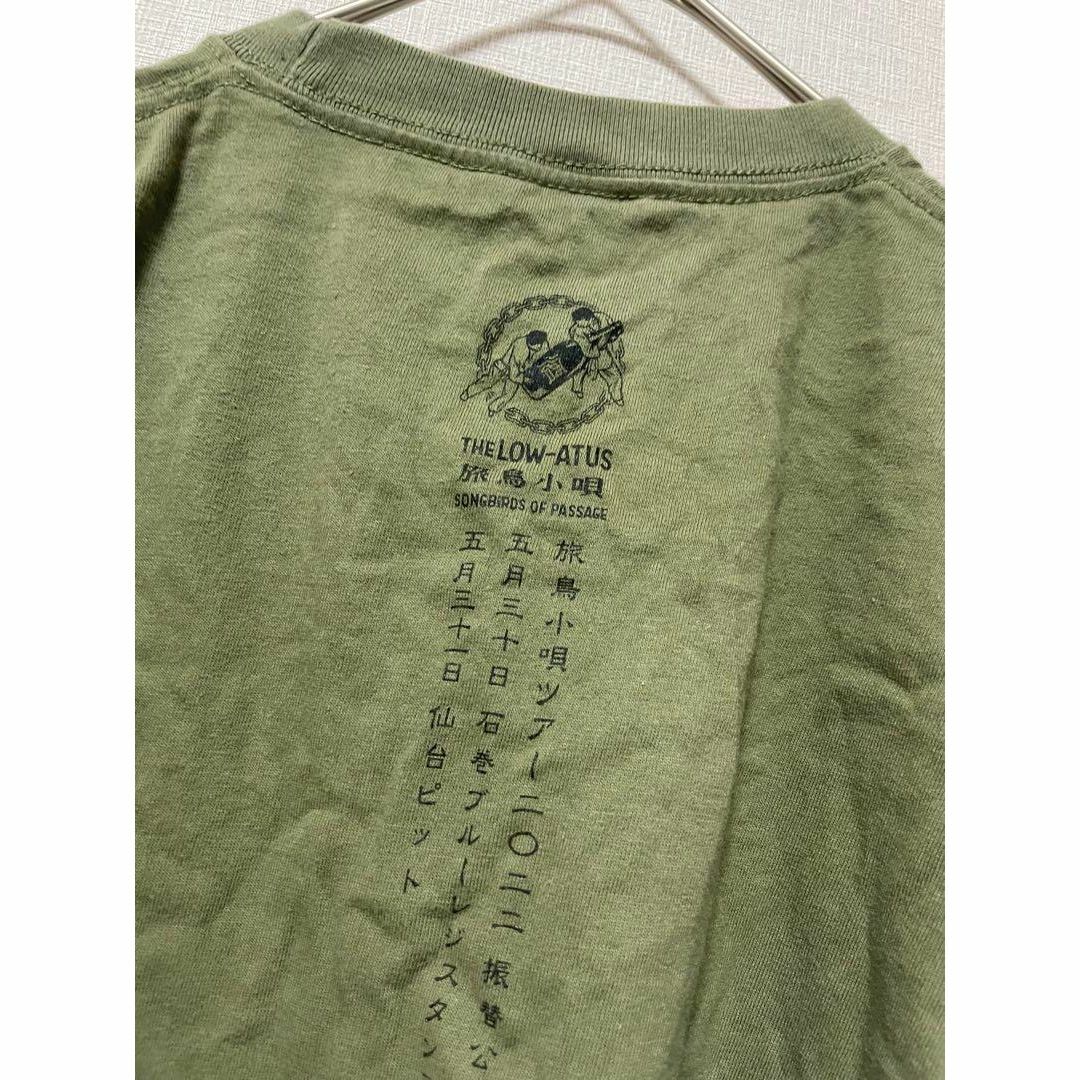 THE LOW-ATUS
旅鳥小唄
SONGBIRDS OF PASSAGE
旅鳥小唄ツアー二〇二二 振替公
五月三十日 石巻ブルーレジスタン
五月三十一日 仙台ピット